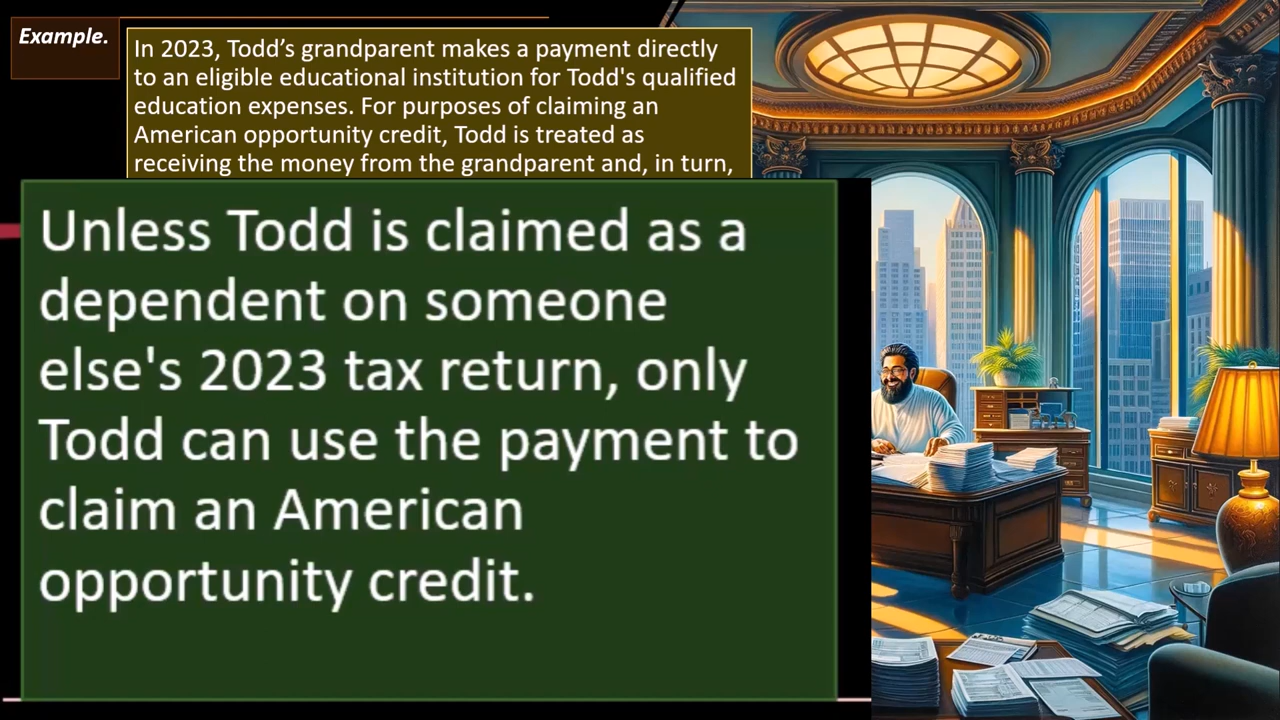 Example.
In 2023, Todd’s grandparent makes a payment directly
to an eligible educational institution for Todd's qualified
education expenses. For purposes of claiming an
American opportunity credit, Todd is treated as
receiving the money from the grandparent and, in turn,
Unless Todd is claimed as a
dependent on someone
else's 2023 tax return, only
Todd can use the payment to
claim an American
opportunity credit.